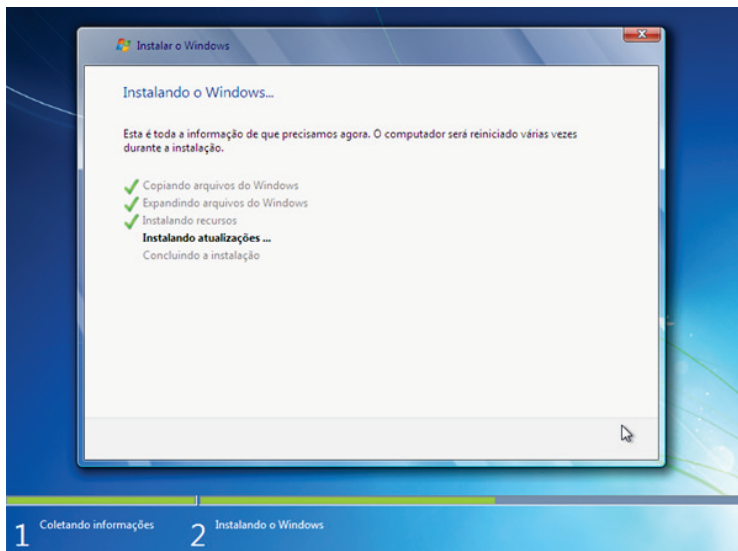 Instalar o Windows
Instalando o Windows...
Esta é toda a informação de que precisamos agora. O computador será reiniciado várias vezes
durante a instalação.
Copiando arquivos do Windows
Expandindo arquivos do Windows
Instalando recursos
Instalando atualizações ...
Concluindo a instalação
1 Coletando informações 2 Instalando o Windows